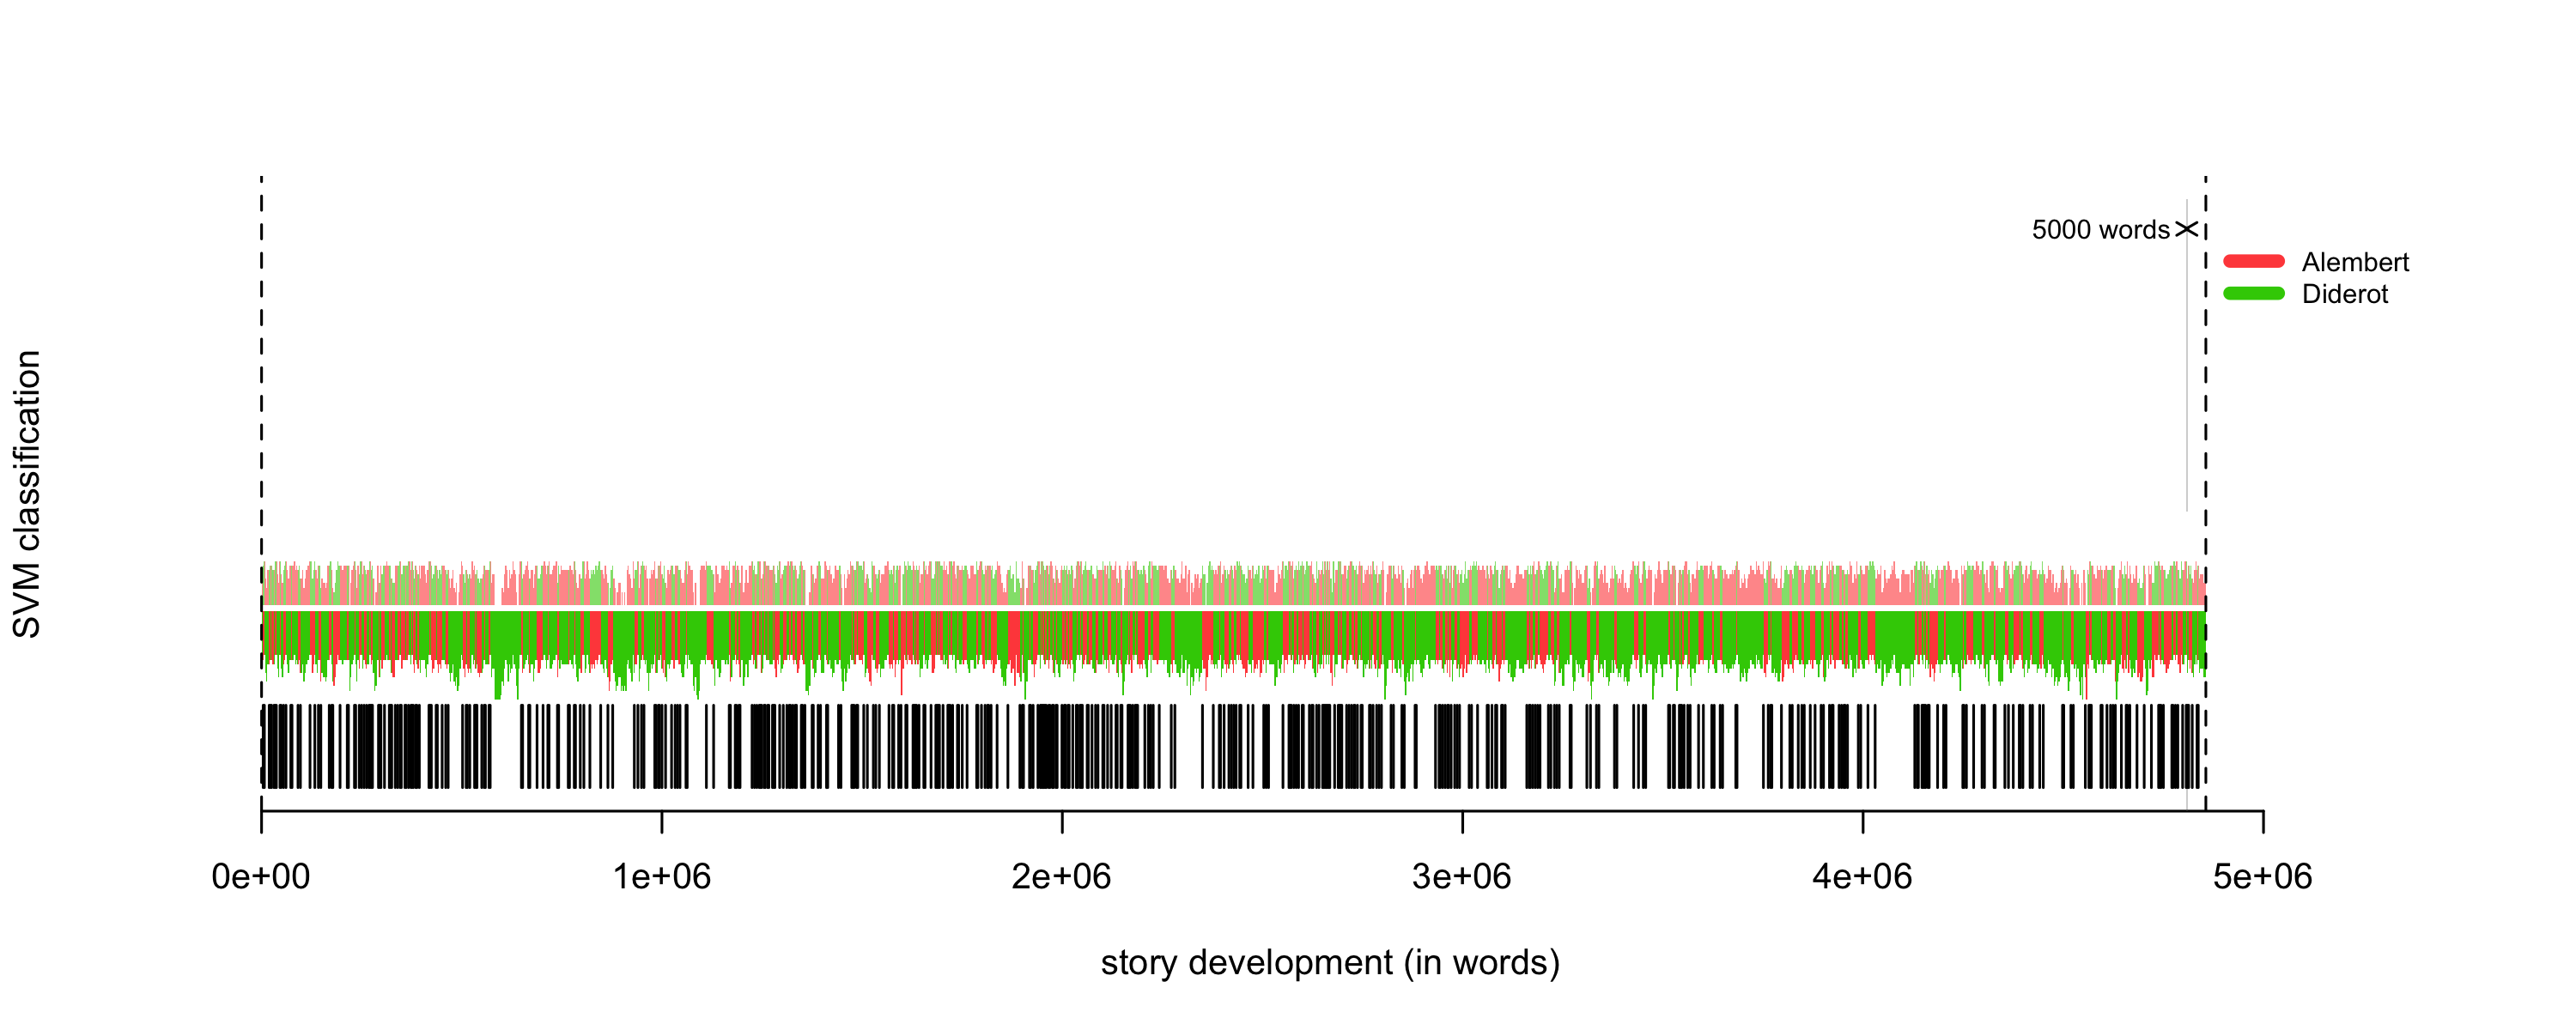 5000 words
Alembert
Diderot
SVM classification
0e+00 1e+06 2e+06 3e+06 4e+06 5e+06
story development (in words)